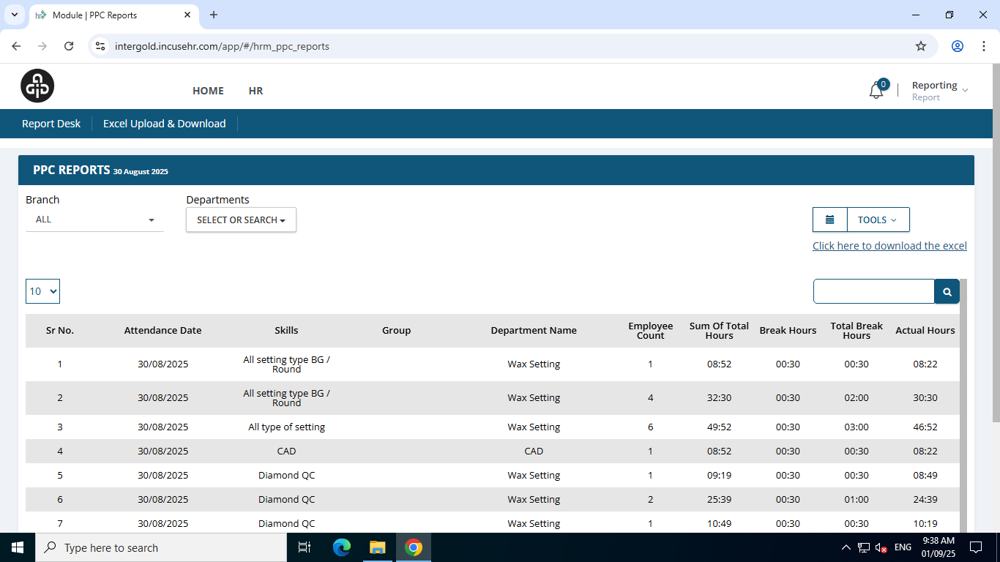 Module | PPC Reports
intergold.incusehr.com/app/#/hrm_ppc_reports
HOME HR
0
Reporting
Report
Report Desk Excel Upload & Download
PPC REPORTS 30 August 2025
Branch Departments
ALL SELECT OR SEARCH TOOLS
Click here to download the excel
10
Sr No. Attendance Date Skills Group Department Name Employee Count Sum Of Total Hours Break Hours Total Break Hours Actual Hours
1 30/08/2025 All setting type BG / Round Wax Setting 1 08:52 00:30 00:30 08:22
2 30/08/2025 All setting type BG / Round Wax Setting 4 32:30 00:30 02:00 30:30
3 30/08/2025 All type of setting Wax Setting 6 49:52 00:30 03:00 46:52
4 30/08/2025 CAD CAD 1 08:52 00:30 00:30 08:22
5 30/08/2025 Diamond QC Wax Setting 1 09:19 00:30 00:30 08:49
6 30/08/2025 Diamond QC Wax Setting 2 25:39 00:30 01:00 24:39
7 30/08/2025 Diamond QC Wax Setting 1 10:49 00:30 00:30 10:19
Type here to search
ENG
9:38 AM
01/09/25